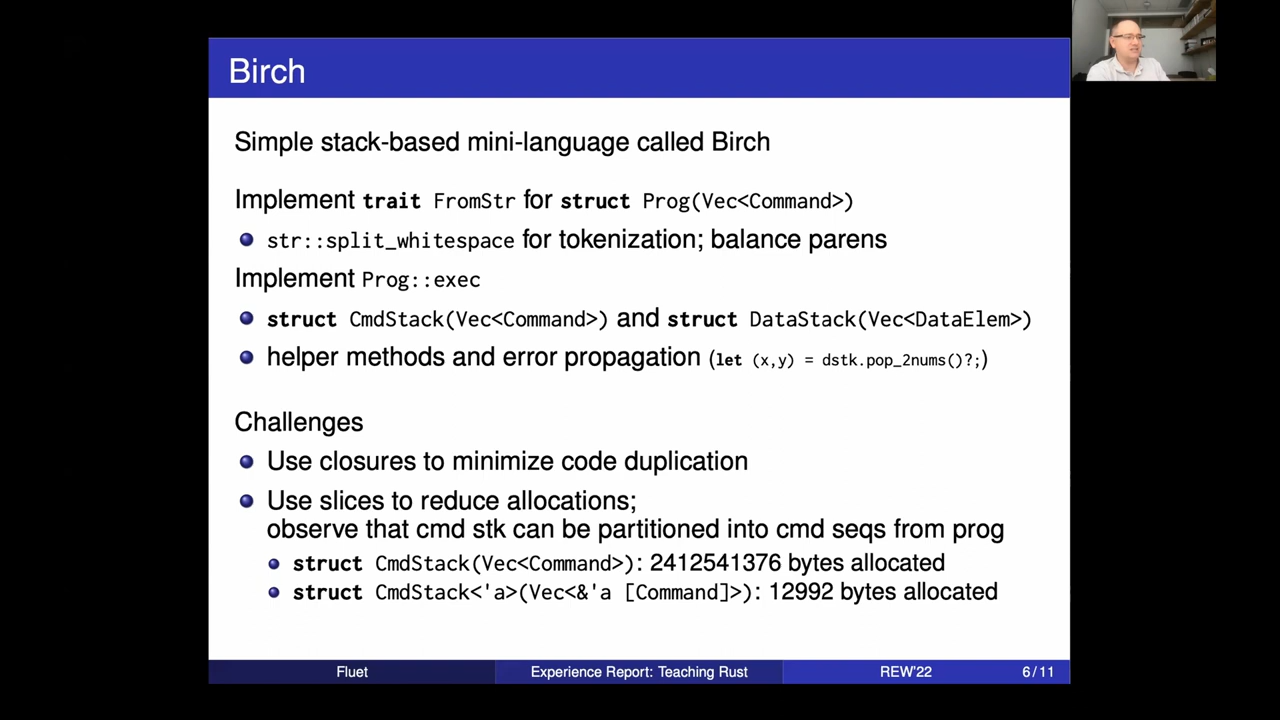 Birch
Simple stack-based mini-language called Birch
Implement trait FromStr for struct Prog(Vec<Command>)
str::split_whitespace for tokenization; balance parens
Implement Prog::exec
struct CmdStack(Vec<Command>) and struct DataStack(Vec<DataElem>)
helper methods and error propagation (let (x,y) = dstk.pop_2nums()?;)
Challenges
Use closures to minimize code duplication
Use slices to reduce allocations;
observe that cmd stk can be partitioned into cmd seqs from prog
struct CmdStack(Vec<Command>): 2412541376 bytes allocated
struct CmdStack<'a>(Vec<&'a [Command]>): 12992 bytes allocated
Fluet Experience Report: Teaching Rust REW'22 6/11